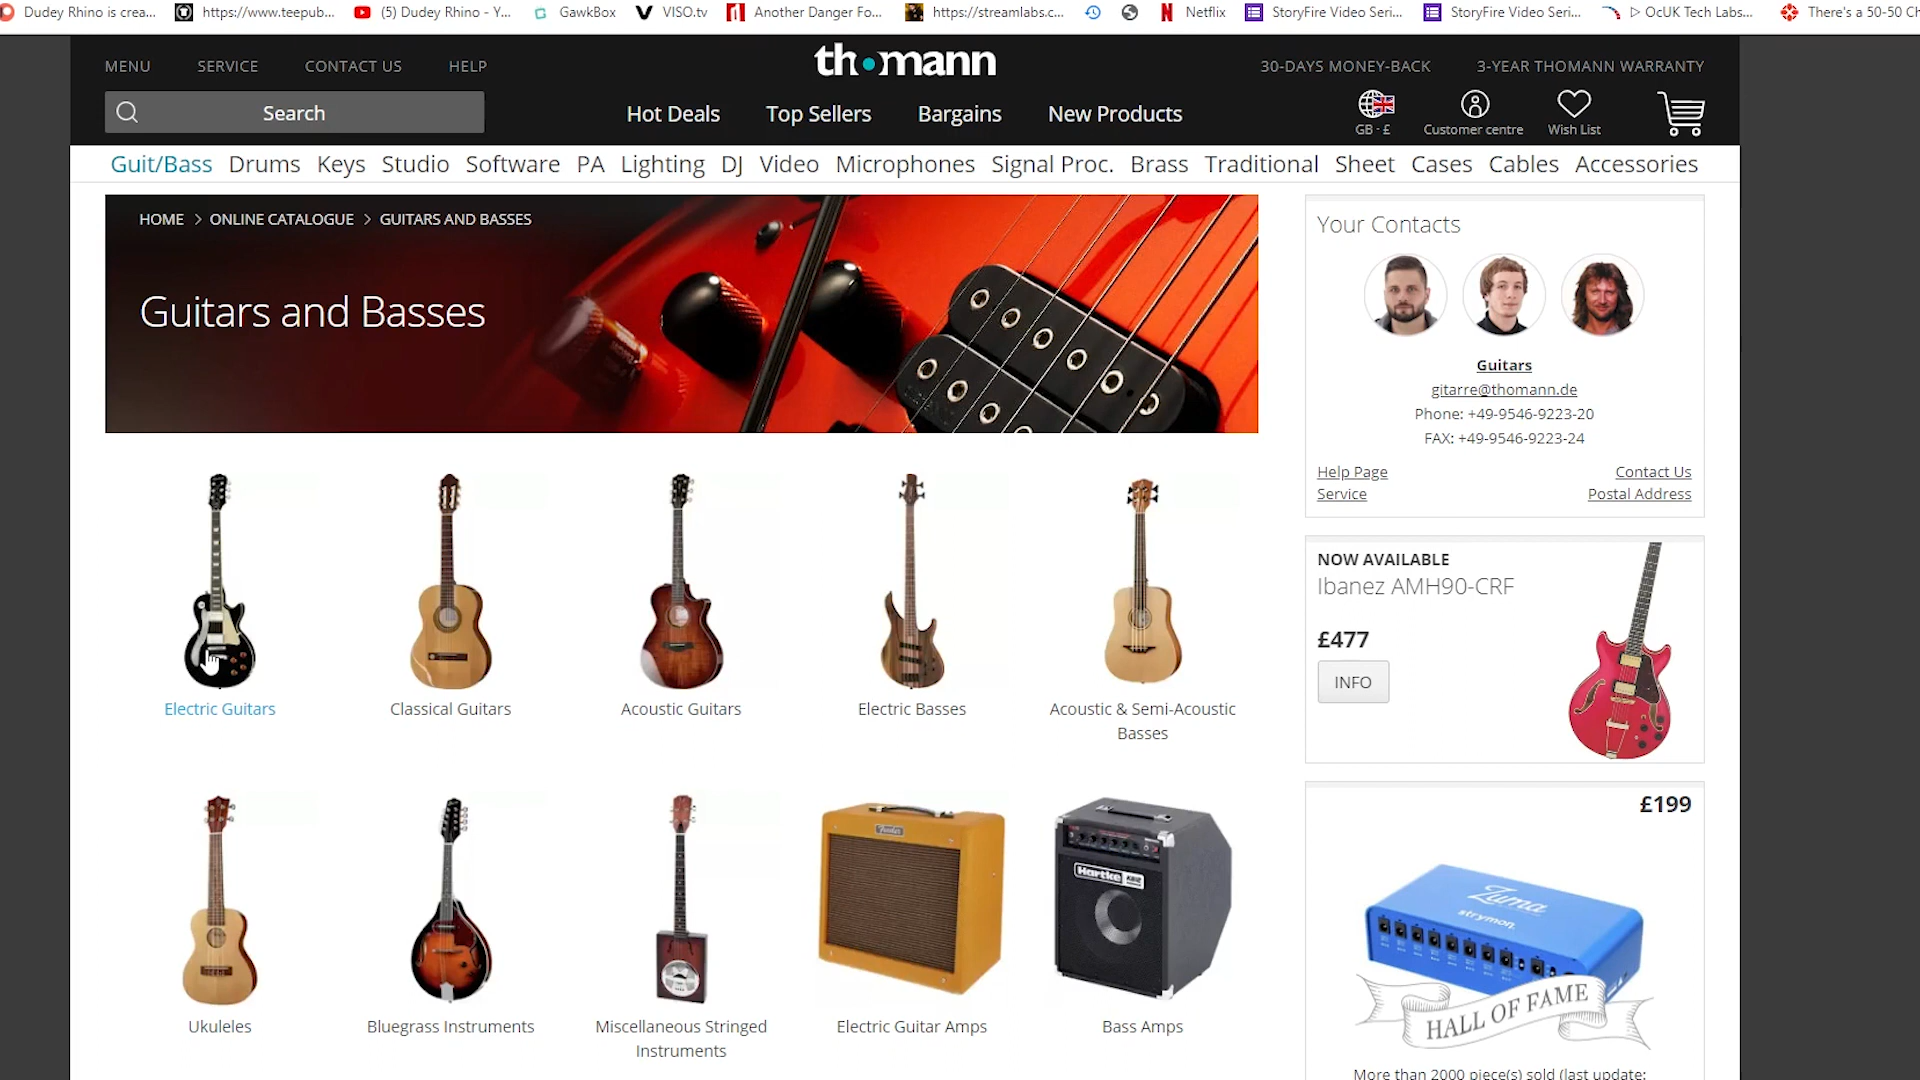 Dudey Rhino is crea... https://www.teepub... (5) Dudey Rhino - Y... GawkBox VISO.tv Another Danger Fo... https://streamlabs.c... Netflix StoryFire Video Seri... StoryFire Video Seri... ▷ OcUK Tech Labs... There's a 50-50 Ch
MENU SERVICE CONTACT US HELP
thomann
30-DAYS MONEY-BACK 3-YEAR THOMANN WARRANTY
Search
Hot Deals Top Sellers Bargains New Products
GB - £ Customer centre Wish List
Guit/Bass Drums Keys Studio Software PA Lighting DJ Video Microphones Signal Proc. Brass Traditional Sheet Cases Cables Accessories
HOME > ONLINE CATALOGUE > GUITARS AND BASSES
Guitars and Basses
Your Contacts
Guitars
gitarre@thomann.de
Phone: +49-9546-9223-20
FAX: +49-9546-9223-24
Help Page Contact Us
Service Postal Address
NOW AVAILABLE
Ibanez AMH90-CRF
£477
INFO
Electric Guitars Classical Guitars Acoustic Guitars Electric Basses Acoustic & Semi-Acoustic
Basses
£199
Fender
Hartke
Zuma
strymon
HALL OF FAME
Ukuleles Bluegrass Instruments Miscellaneous Stringed
Instruments
Electric Guitar Amps Bass Amps
More than 2000 piece(s) sold (last update: